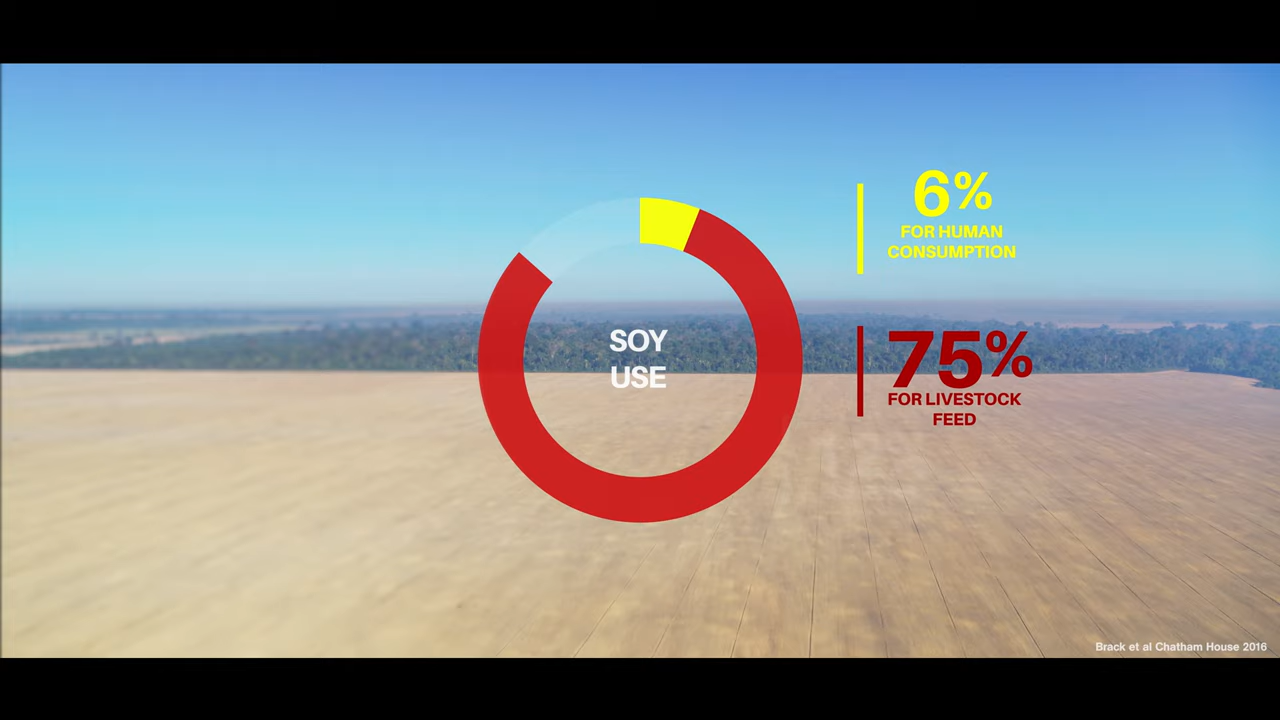 SOY
USE
6%
FOR HUMAN
CONSUMPTION
75%
FOR LIVESTOCK
FEED
Brack et al Chatham House 2016